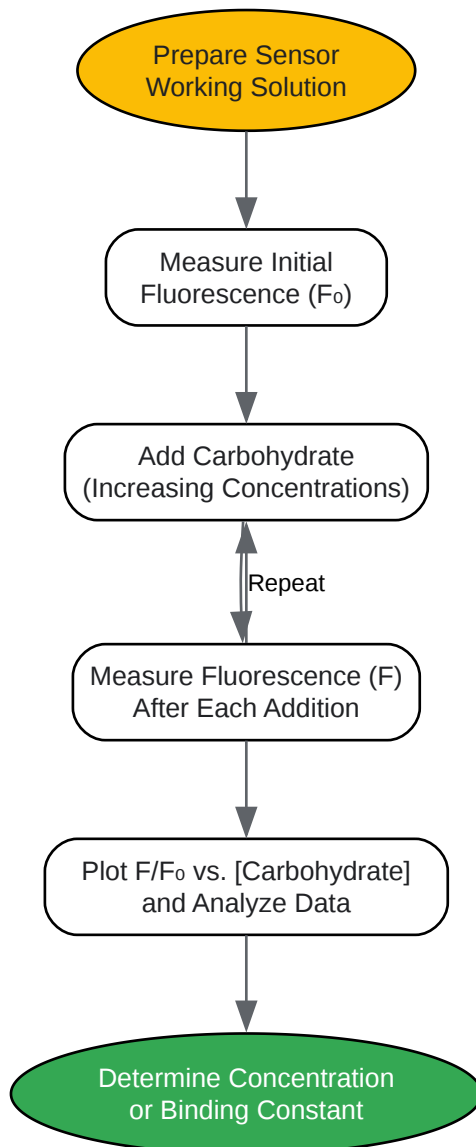 Prepare Sensor
Working Solution
Measure Initial
Fluorescence (F₀)
Add Carbohydrate
(Increasing Concentrations)
Repeat
Measure Fluorescence (F)
After Each Addition
Plot F/F₀ vs. [Carbohydrate]
and Analyze Data
Determine Concentration
or Binding Constant